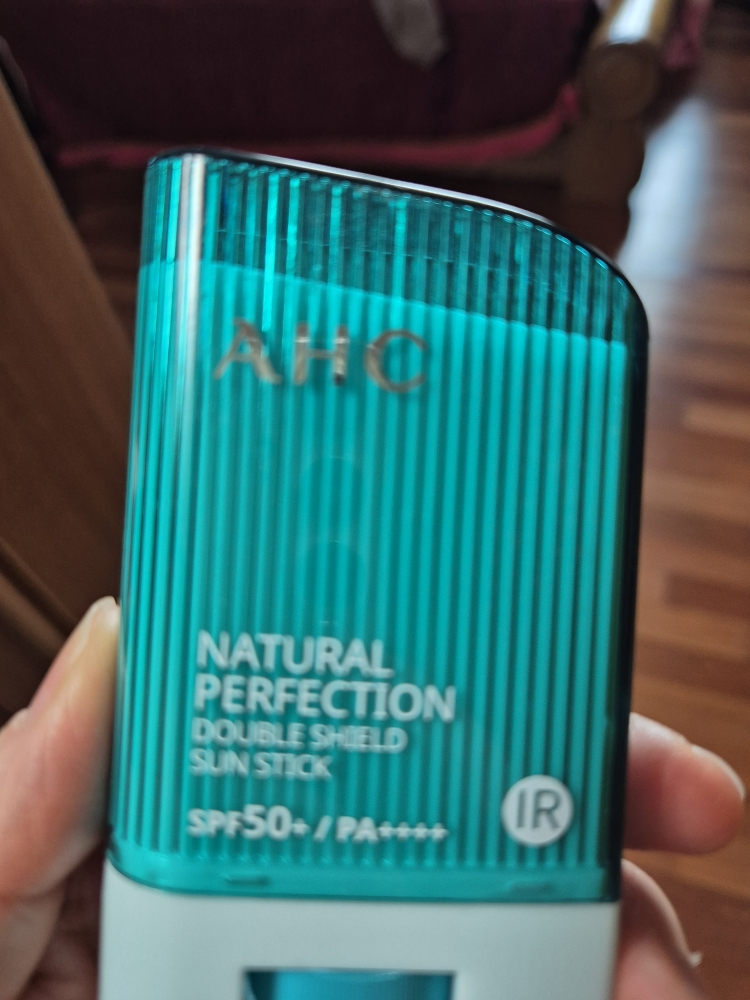 AHC
NATURAL
PERFECTION
DOUBLE SHIELD
SUN STICK
SPF50+ / PA++++
IR